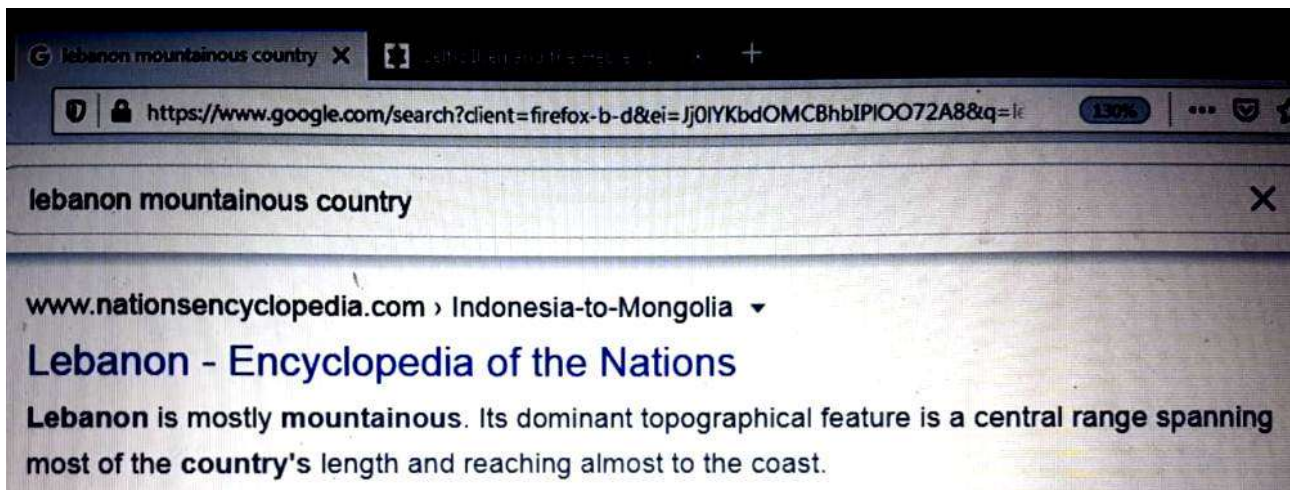 lebanon mountainous country
https://www.google.com/search?client=firefox-b-d&ei=Jj0lYKbdOMCBhbIPlOO72A8&q=le
130%
lebanon mountainous country
www.nationsencyclopedia.com › Indonesia-to-Mongolia
Lebanon - Encyclopedia of the Nations
Lebanon is mostly mountainous. Its dominant topographical feature is a central range spanning
most of the country's length and reaching almost to the coast.